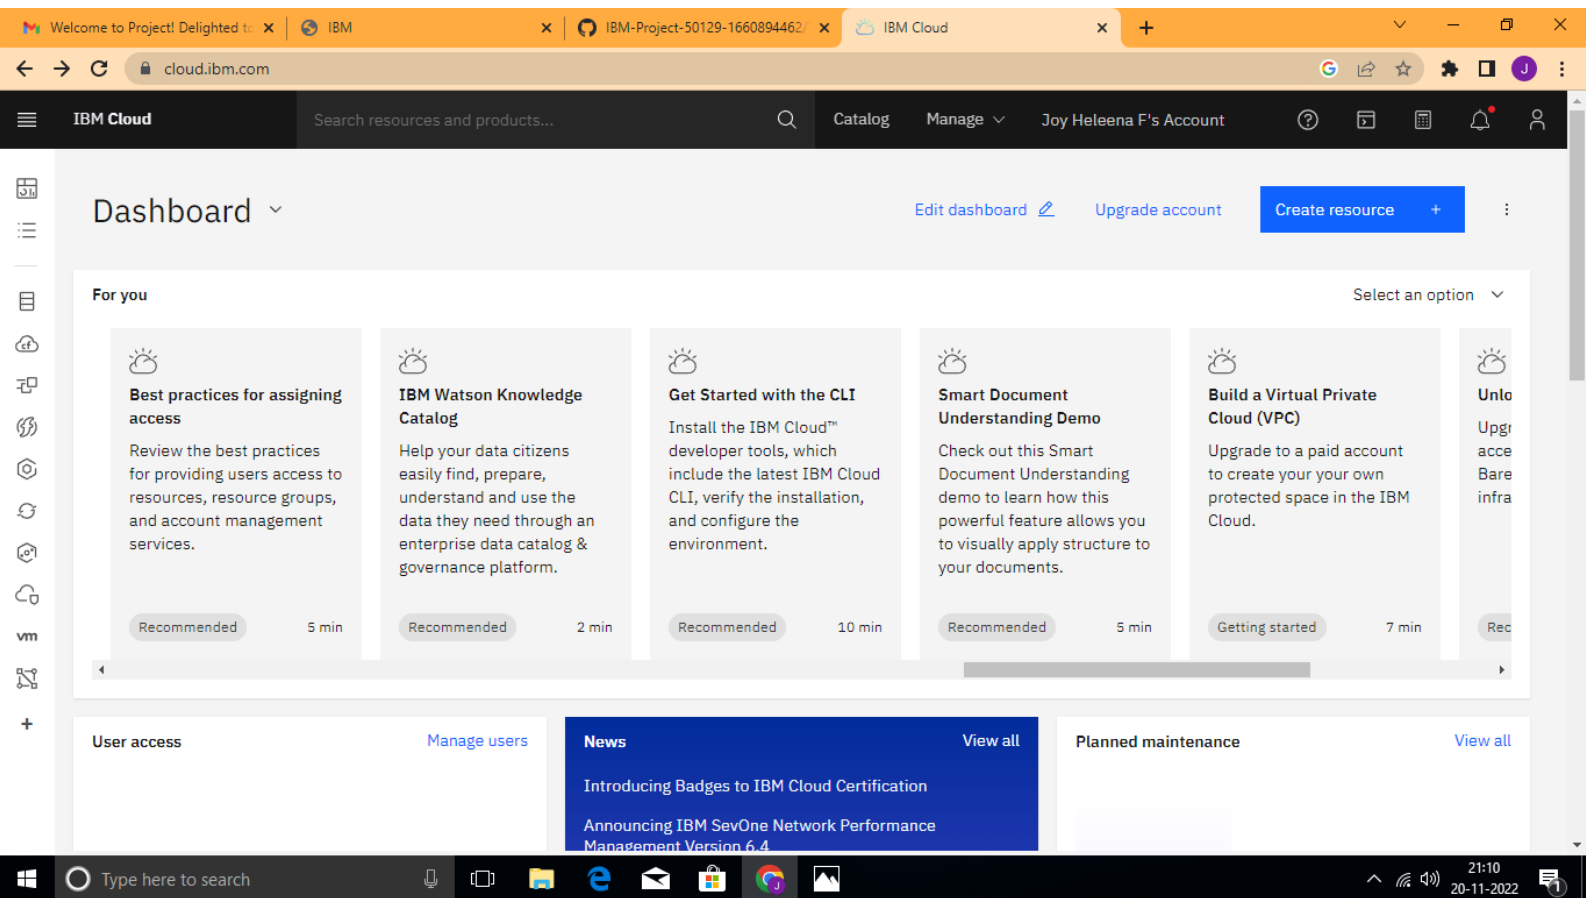 Welcome to Project! Delighted to
IBM
IBM-Project-50129-1660894462/
IBM Cloud
cloud.ibm.com
J
IBM Cloud
Search resources and products...
Catalog
Manage
Joy Heleena F's Account
Dashboard
Edit dashboard
Upgrade account
Create resource +
For you
Select an option
Best practices for assigning
access
Review the best practices
for providing users access to
resources, resource groups,
and account management
services.
Recommended
5 min
IBM Watson Knowledge
Catalog
Help your data citizens
easily find, prepare,
understand and use the
data they need through an
enterprise data catalog &
governance platform.
Recommended
2 min
Get Started with the CLI
Install the IBM Cloud™
developer tools, which
include the latest IBM Cloud
CLI, verify the installation,
and configure the
environment.
Recommended
10 min
Smart Document
Understanding Demo
Check out this Smart
Document Understanding
demo to learn how this
powerful feature allows you
to visually apply structure to
your documents.
Recommended
5 min
Build a Virtual Private
Cloud (VPC)
Upgrade to a paid account
to create your your own
protected space in the IBM
Cloud.
Getting started
7 min
Unlo
Upgr
acce
Bare
infra
Rec
cf
vm
User access
Manage users
News
View all
Introducing Badges to IBM Cloud Certification
Announcing IBM SevOne Network Performance
Management Version 6.4
Planned maintenance
View all
Type here to search
21:10
20-11-2022
1